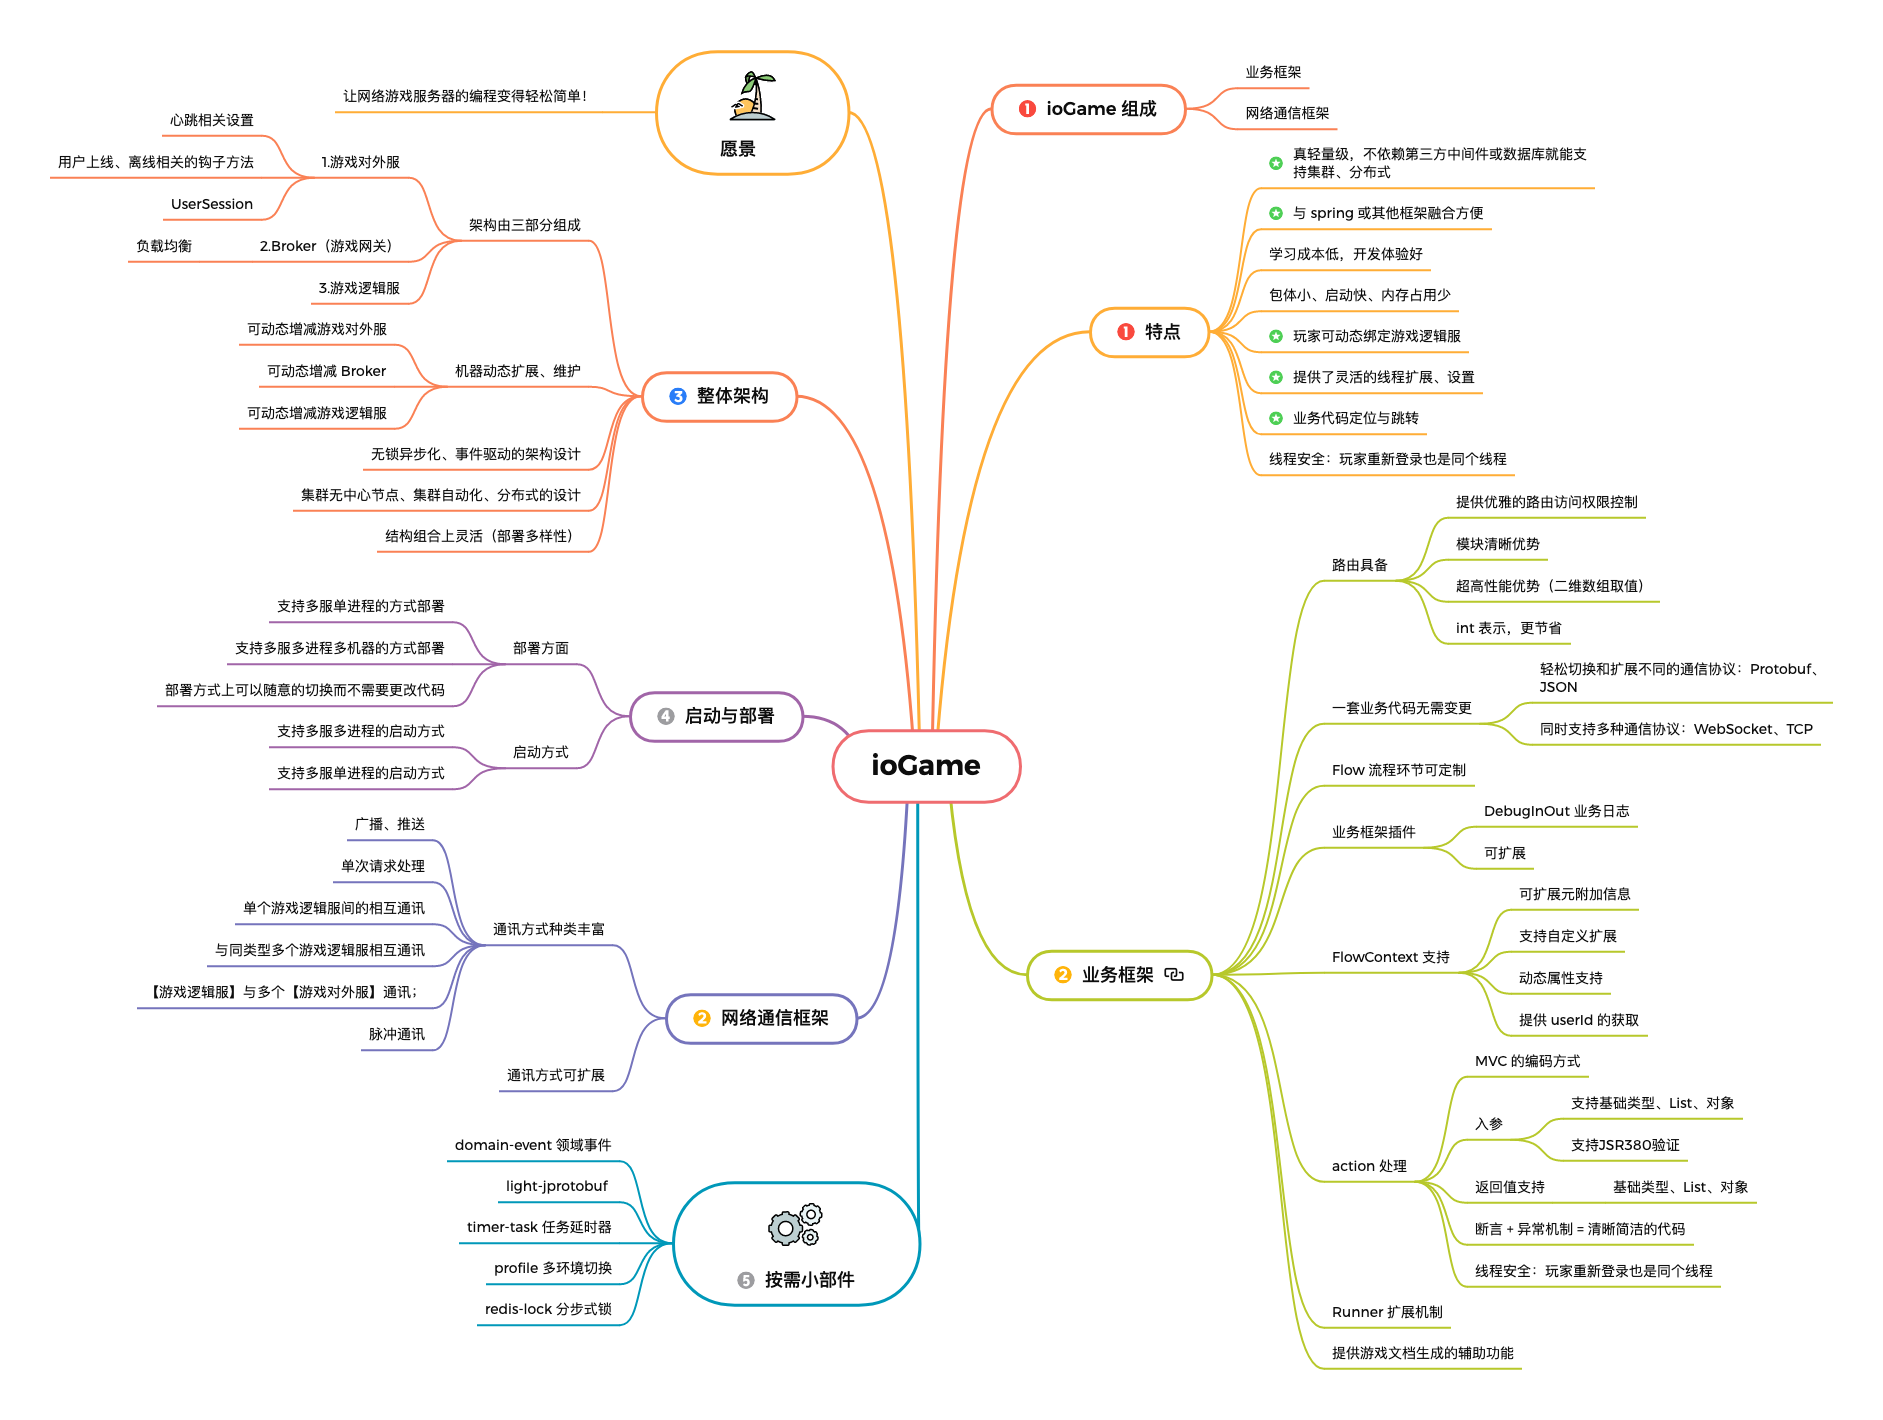 ioGame
愿景
让网络游戏服务器的编程变得轻松简单！
3 整体架构
架构由三部分组成
1.游戏对外服
心跳相关设置
用户上线、离线相关的钩子方法
UserSession
2.Broker（游戏网关）
负载均衡
3.游戏逻辑服
机器动态扩展、维护
可动态增减游戏对外服
可动态增减 Broker
可动态增减游戏逻辑服
无锁异步化、事件驱动的架构设计
集群无中心节点、集群自动化、分布式的设计
结构组合上灵活（部署多样性）
4 启动与部署
部署方面
支持多服单进程的方式部署
支持多服多进程多机器的方式部署
部署方式上可以随意的切换而不需要更改代码
启动方式
支持多服多进程的启动方式
支持多服单进程的启动方式
2 网络通信框架
通讯方式种类丰富
广播、推送
单次请求处理
单个游戏逻辑服间的相互通讯
与同类型多个游戏逻辑服相互通讯
【游戏逻辑服】与多个【游戏对外服】通讯；
脉冲通讯
通讯方式可扩展
5 按需小部件
domain-event 领域事件
light-jprotobuf
timer-task 任务延时器
profile 多环境切换
redis-lock 分步式锁
1 ioGame 组成
业务框架
网络通信框架
1 特点
真轻量级，不依赖第三方中间件或数据库就能支
持集群、分布式
与 spring 或其他框架融合方便
学习成本低，开发体验好
包体小、启动快、内存占用少
玩家可动态绑定游戏逻辑服
提供了灵活的线程扩展、设置
业务代码定位与跳转
线程安全：玩家重新登录也是同个线程
2 业务框架
路由具备
提供优雅的路由访问权限控制
模块清晰优势
超高性能优势（二维数组取值）
int 表示，更节省
一套业务代码无需变更
轻松切换和扩展不同的通信协议：Protobuf、
JSON
同时支持多种通信协议：WebSocket、TCP
Flow 流程环节可定制
业务框架插件
DebugInOut 业务日志
可扩展
FlowContext 支持
可扩展元附加信息
支持自定义扩展
动态属性支持
提供 userId 的获取
action 处理
MVC 的编码方式
入参
支持基础类型、List、对象
支持JSR380验证
返回值支持
基础类型、List、对象
断言 + 异常机制 = 清晰简洁的代码
线程安全：玩家重新登录也是同个线程
Runner 扩展机制
提供游戏文档生成的辅助功能